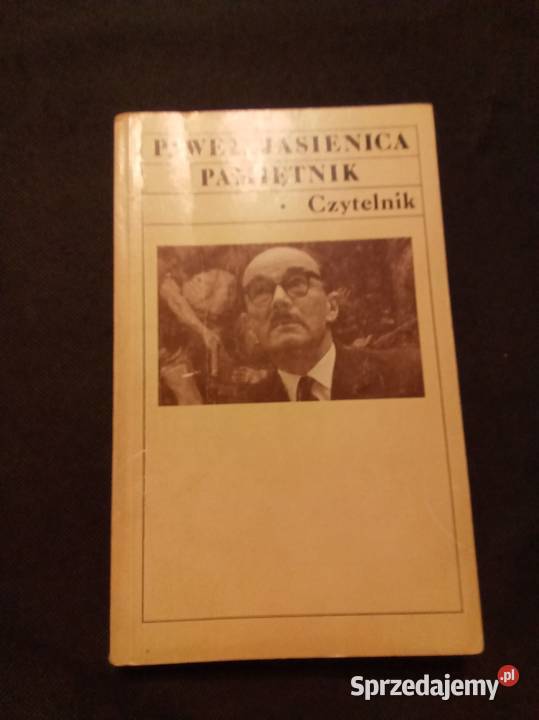 PAWEŁ JASIENICA
PAMIĘTNIK
· Czytelnik
Sprzedajemy.pl